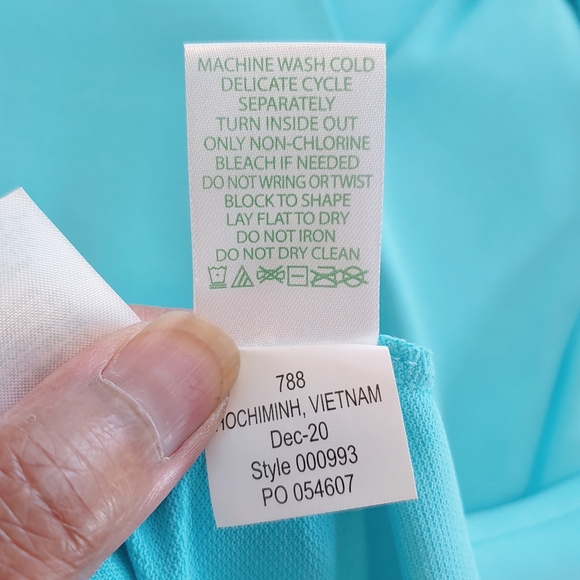 MACHINE WASH COLD
DELICATE CYCLE
SEPARATELY
TURN INSIDE OUT
ONLY NON-CHLORINE
BLEACH IF NEEDED
DO NOT WRING OR TWIST
BLOCK TO SHAPE
LAY FLAT TO DRY
DO NOT IRON
DO NOT DRY CLEAN
788
HOCHIMINH, VIETNAM
Dec-20
Style 000993
PO 054607